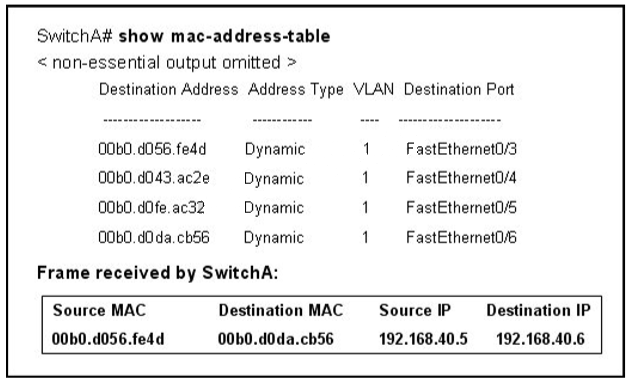 SwitchA# show mac-address-table
< non-essential output omitted >
Destination Address Address Type VLAN Destination Port
------------------- ------------ ---- --------------------
00b0.d056.fe4d Dynamic 1 FastEthernet0/3
00b0.d043.ac2e Dynamic 1 FastEthernet0/4
00b0.d0fe.ac32 Dynamic 1 FastEthernet0/5
00b0.d0da.cb56 Dynamic 1 FastEthernet0/6
Frame received by SwitchA:
Source MAC Destination MAC Source IP Destination IP
00b0.d056.fe4d 00b0.d0da.cb56 192.168.40.5 192.168.40.6